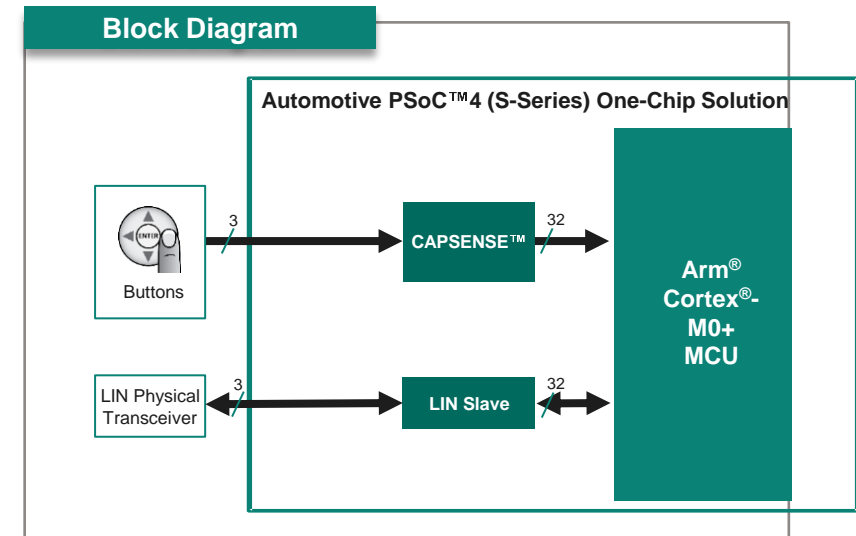 Block Diagram
Automotive PSoC™4 (S-Series) One-Chip Solution
ENTER
Buttons
3
CAPSENSE™
32
Arm®
Cortex®-
M0+
MCU
LIN Physical
Transceiver
3
LIN Slave
32